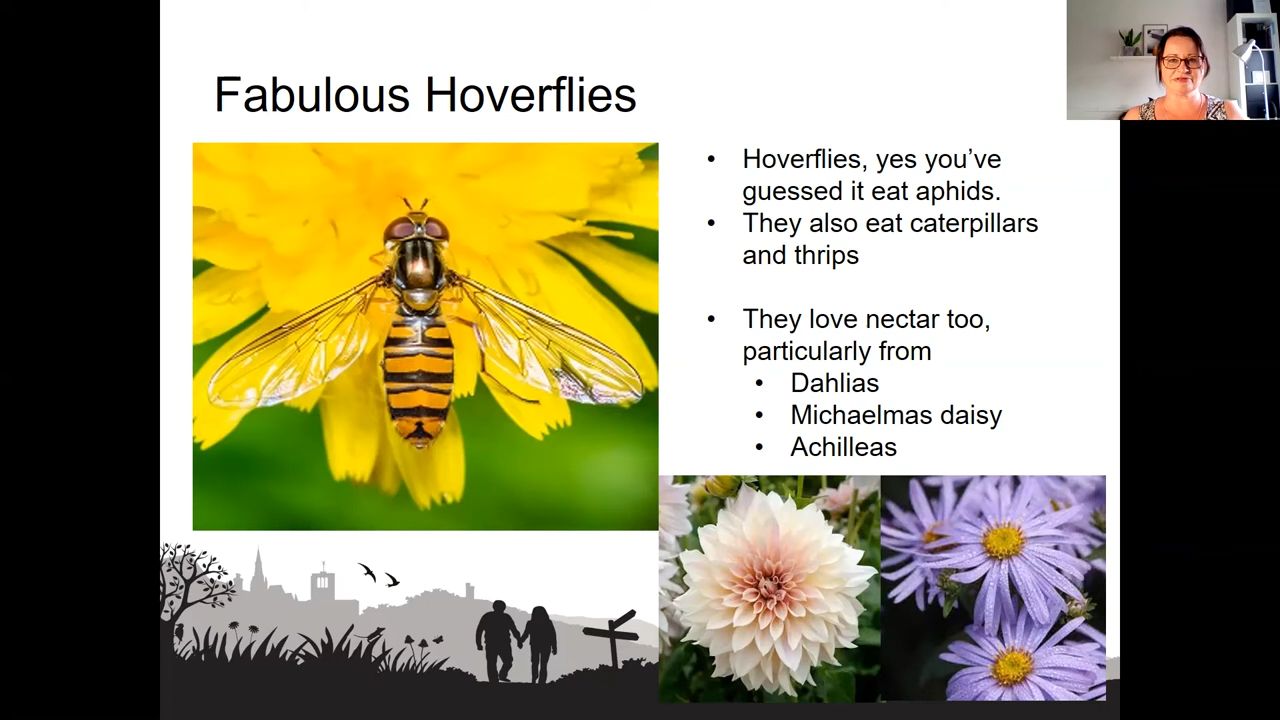 Fabulous Hoverflies
• Hoverflies, yes you’ve
guessed it eat aphids.
• They also eat caterpillars
and thrips
• They love nectar too,
particularly from
• Dahlias
• Michaelmas daisy
• Achilleas